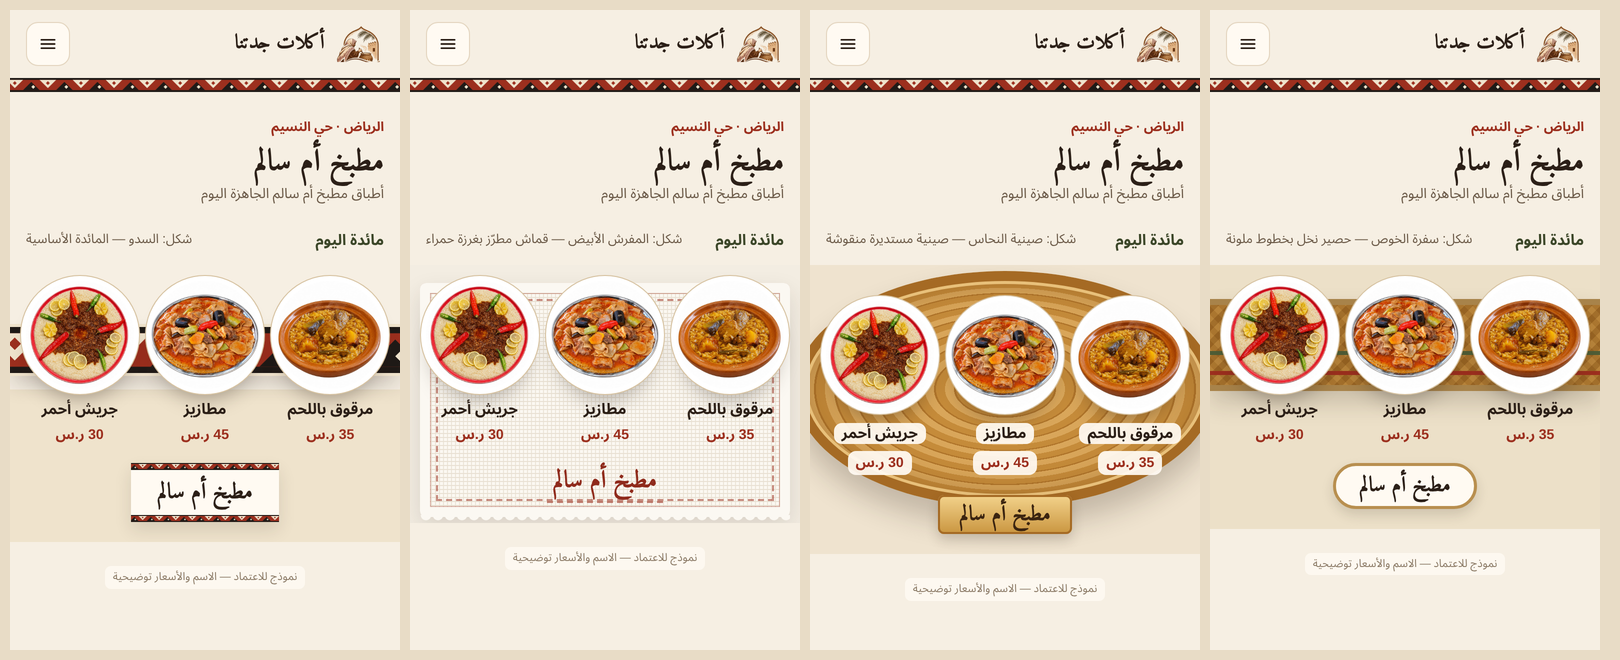 أكلات جدتنا
الرياض · حي النسيم
مطبخ أم سالم
أطباق مطبخ أم سالم الجاهزة اليوم
مائدة اليوم
شكل: السدو — المائدة الأساسية
مرقوق باللحم
مطازيز
جريش أحمر
35 ر.س
45 ر.س
30 ر.س
مطبخ أم سالم
نموذج للاعتماد — الاسم والأسعار توضيحية
أكلات جدتنا
الرياض · حي النسيم
مطبخ أم سالم
أطباق مطبخ أم سالم الجاهزة اليوم
مائدة اليوم
شكل: المفرش الأبيض — قماش مطرّز بغرزة حمراء
مرقوق باللحم
مطازيز
جريش أحمر
35 ر.س
45 ر.س
30 ر.س
مطبخ أم سالم
نموذج للاعتماد — الاسم والأسعار توضيحية
أكلات جدتنا
الرياض · حي النسيم
مطبخ أم سالم
أطباق مطبخ أم سالم الجاهزة اليوم
مائدة اليوم
شكل: صينية النحاس — صينية مستديرة منقوشة
مرقوق باللحم
مطازيز
جريش أحمر
35 ر.س
45 ر.س
30 ر.س
مطبخ أم سالم
نموذج للاعتماد — الاسم والأسعار توضيحية
أكلات جدتنا
الرياض · حي النسيم
مطبخ أم سالم
أطباق مطبخ أم سالم الجاهزة اليوم
مائدة اليوم
شكل: سفرة الخوص — حصير نخل بخطوط ملونة
مرقوق باللحم
مطازيز
جريش أحمر
35 ر.س
45 ر.س
30 ر.س
مطبخ أم سالم
نموذج للاعتماد — الاسم والأسعار توضيحية